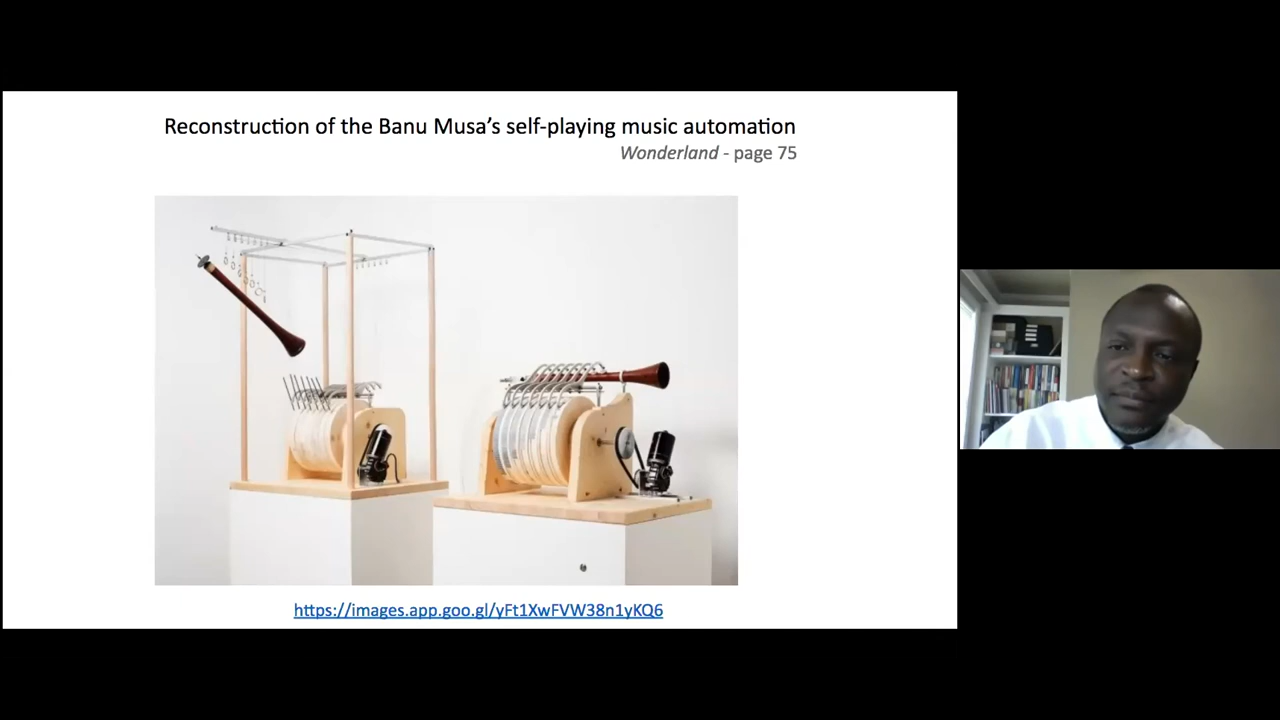 Reconstruction of the Banu Musa’s self-playing music automation
Wonderland - page 75
https://images.app.goo.gl/yFt1XwFVW38n1yKQ6